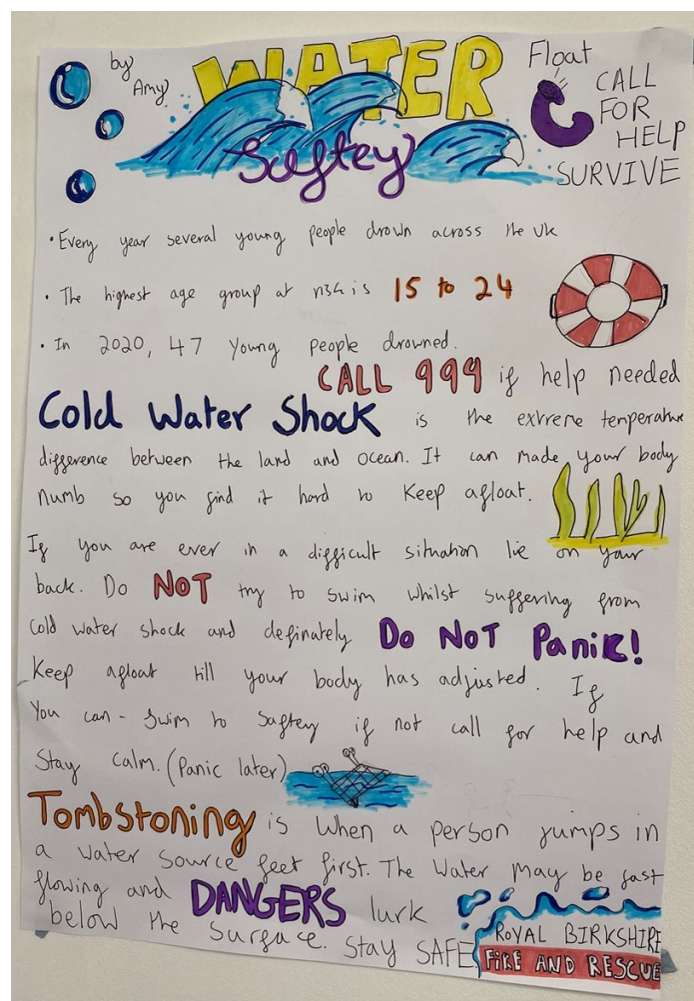 by
Amy
WATER
Saftey
Float
CALL
FOR
HELP
SURVIVE
• Every year several young people drown across the UK
• The highest age group at risk is 15 to 24
• In 2020, 47 Young people drowned.
CALL 999 if help needed
Cold Water Shock is the extreme temperature
difference between the land and ocean. It can made your body
numb so you find it hard to keep afloat.
If you are ever in a difficult situation lie on your
back. Do NOT try to swim whilst suffering from
cold water shock and definately Do NOT Panic!
Keep afloat till your body has adjusted. If
You can - swim to saftey if not call for help and
stay calm. (Panic later)
Tombstoning is when a person jumps in
a water source feet first. The Water may be fast
flowing and DANGERS lurk
below the surface. Stay SAFE
ROYAL BIRKSHIRE
FIRE AND RESCUE